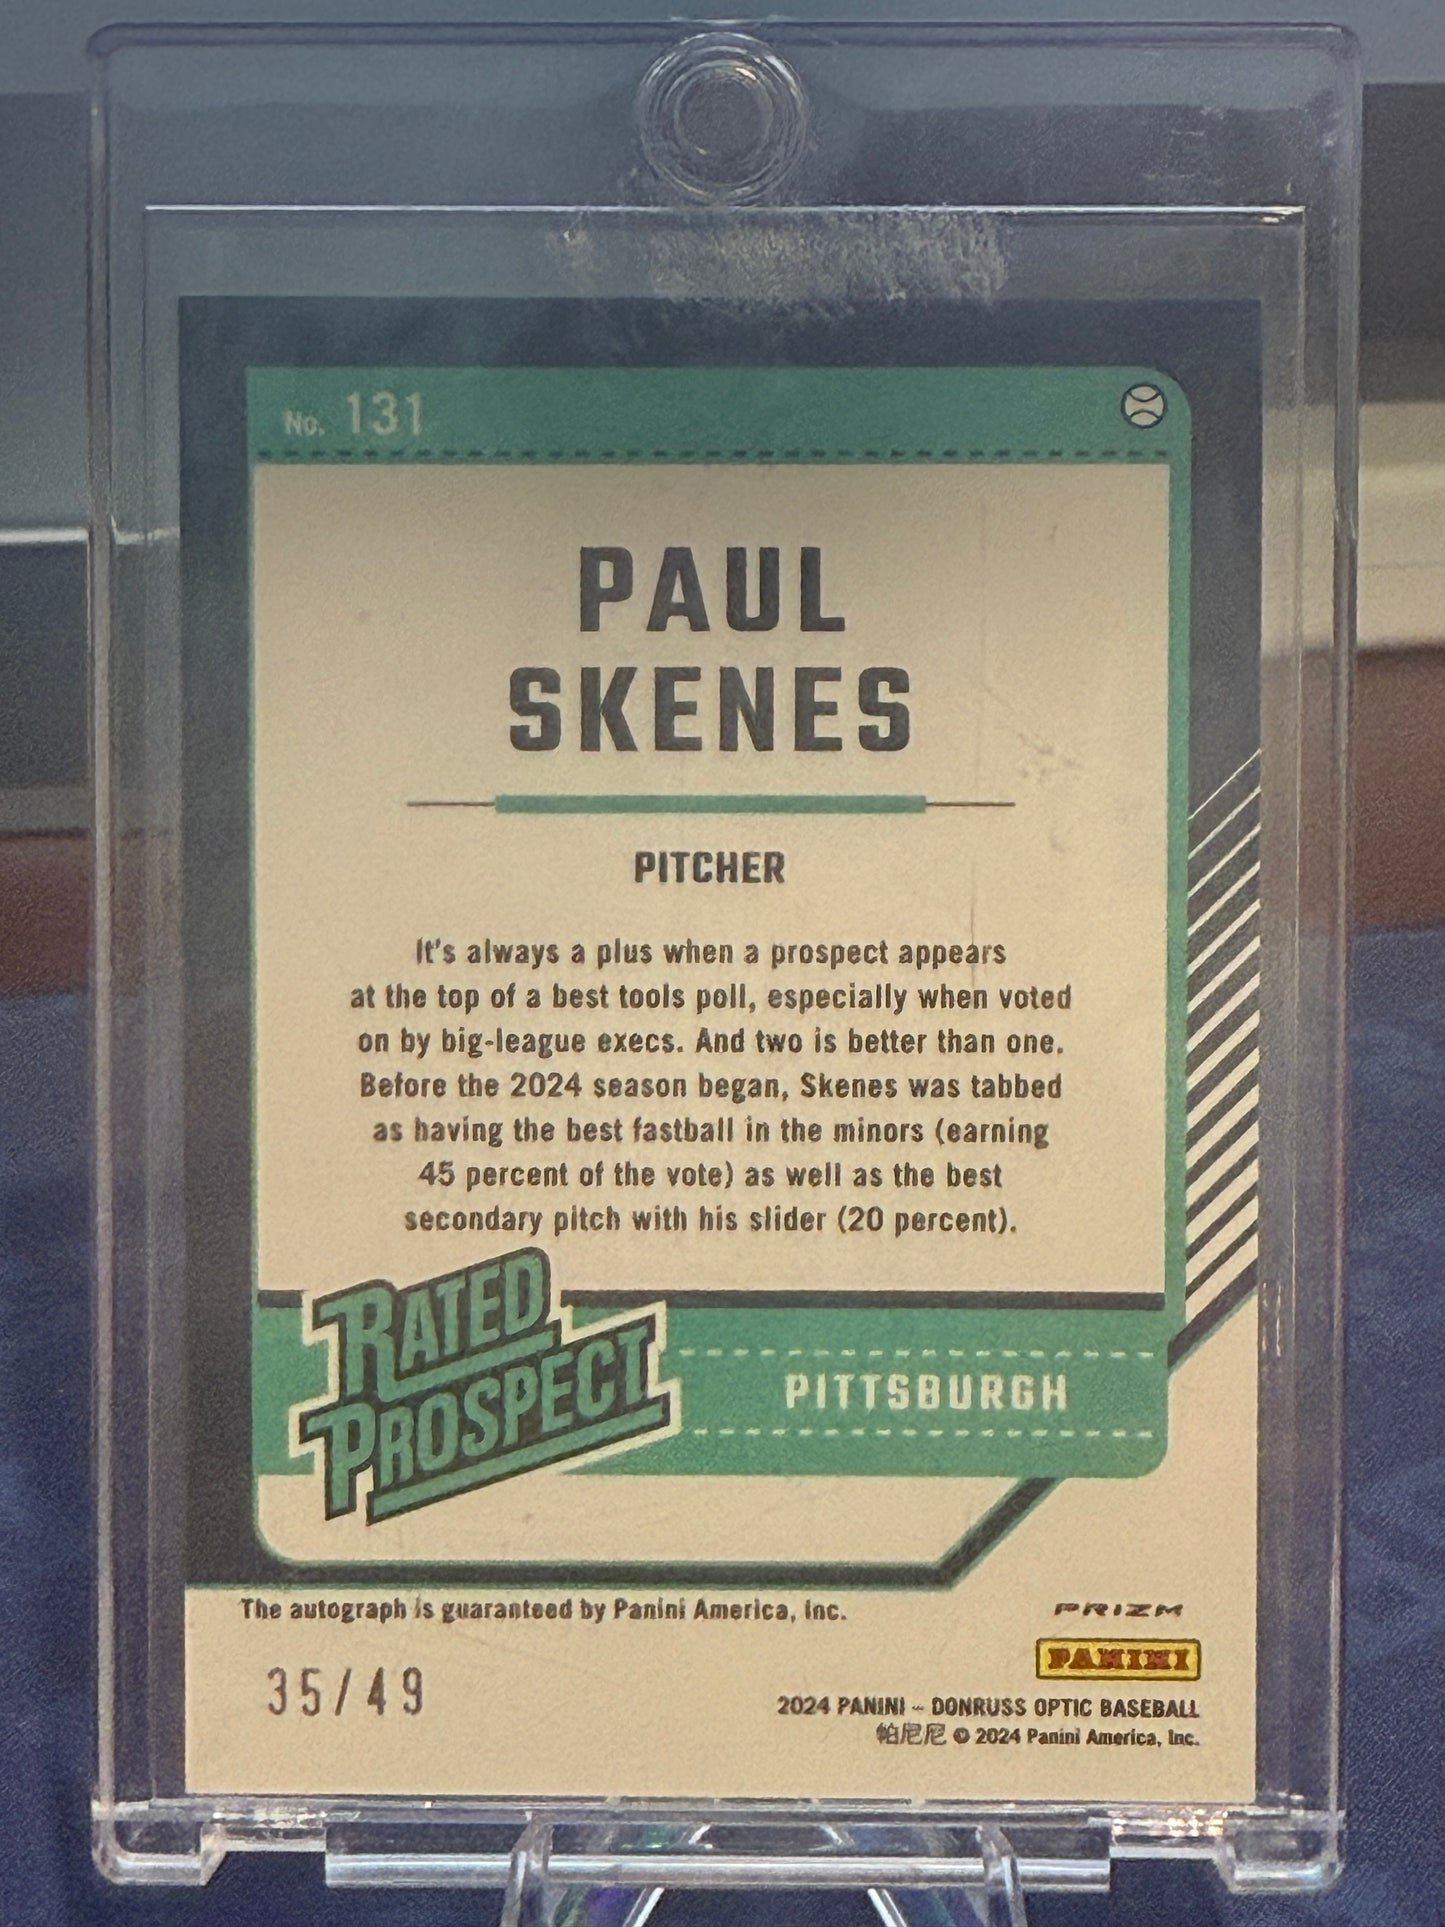 No. 131
PAUL
SKENES
PITCHER
It's always a plus when a prospect appears
at the top of a best tools poll, especially when voted
on by big-league execs. And two is better than one.
Before the 2024 season began, Skenes was tabbed
as having the best fastball in the minors (earning
45 percent of the vote) as well as the best
secondary pitch with his slider (20 percent).
RATED
PROSPECT
PITTSBURGH
The autograph is guaranteed by Panini America, Inc.
PRIZM
PANINI
35/49
2024 PANINI – DONRUSS OPTIC BASEBALL
帕尼尼 © 2024 Panini America, Inc.